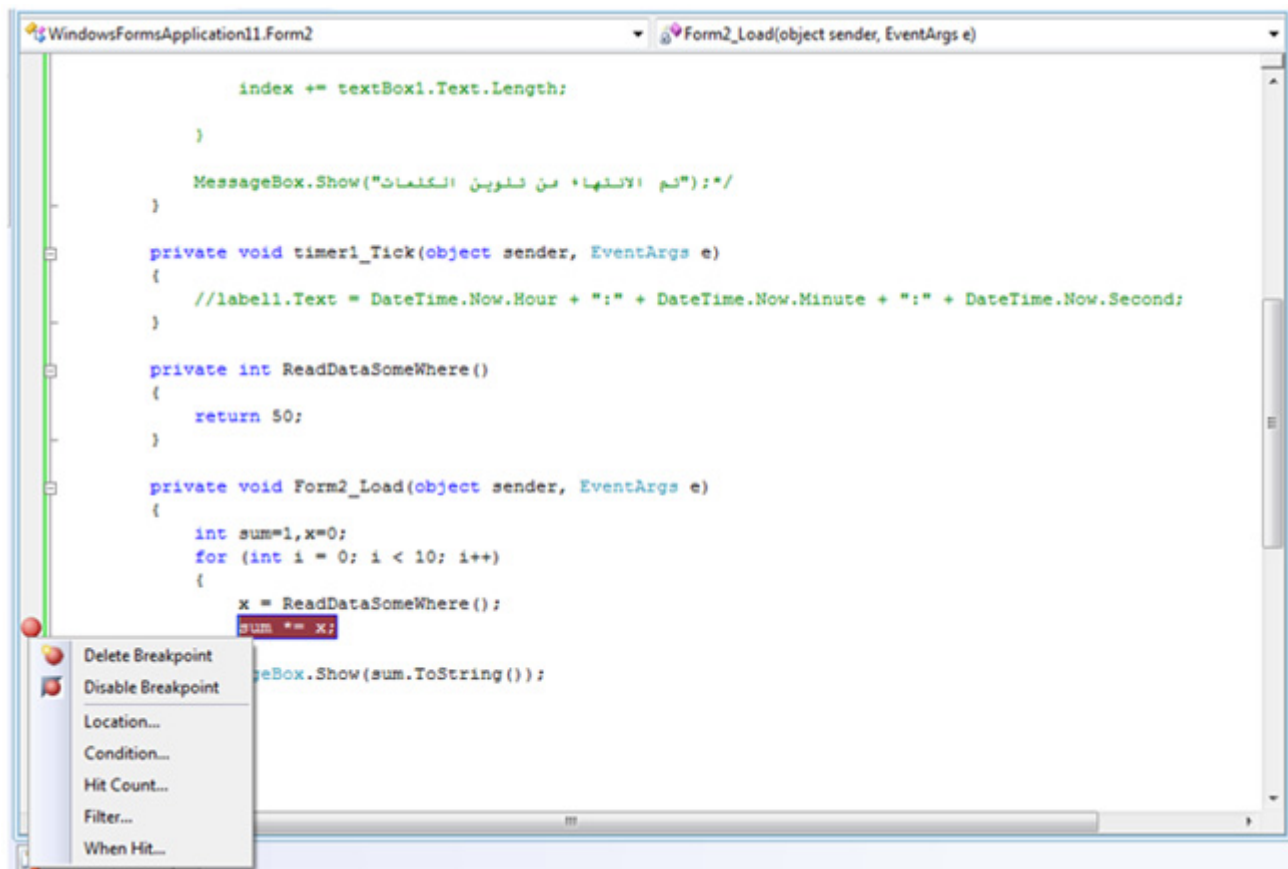 WindowsFormsApplication11.Form2
Form2_Load(object sender, EventArgs e)
index += textBox1.Text.Length;
}
MessageBox.Show("تم الانتهاء من تلوين الكلمات");*/
}
private void timer1_Tick(object sender, EventArgs e)
{
//label1.Text = DateTime.Now.Hour + ":" + DateTime.Now.Minute + ":" + DateTime.Now.Second;
}
private int ReadDataSomeWhere()
{
return 50;
}
private void Form2_Load(object sender, EventArgs e)
{
int sum=1,x=0;
for (int i = 0; i < 10; i++)
{
x = ReadDataSomeWhere();
sum *= x;
geBox.Show(sum.ToString());
Delete Breakpoint
Disable Breakpoint
Location...
Condition...
Hit Count...
Filter...
When Hit...